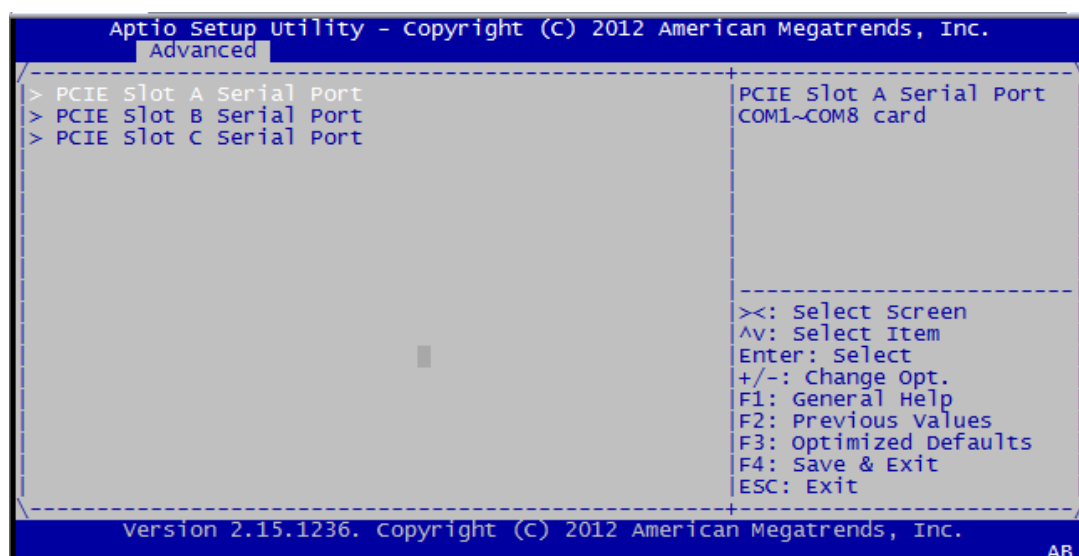 Aptio Setup Utility - Copyright (C) 2012 American Megatrends, Inc.
Advanced
> PCIE Slot A Serial Port
> PCIE Slot B Serial Port
> PCIE Slot C Serial Port
PCIE Slot A Serial Port
COM1~COM8 card
><: Select Screen
^v: Select Item
Enter: Select
+/-: Change Opt.
F1: General Help
F2: Previous Values
F3: Optimized Defaults
F4: Save & Exit
ESC: Exit
Version 2.15.1236. Copyright (C) 2012 American Megatrends, Inc.
AB